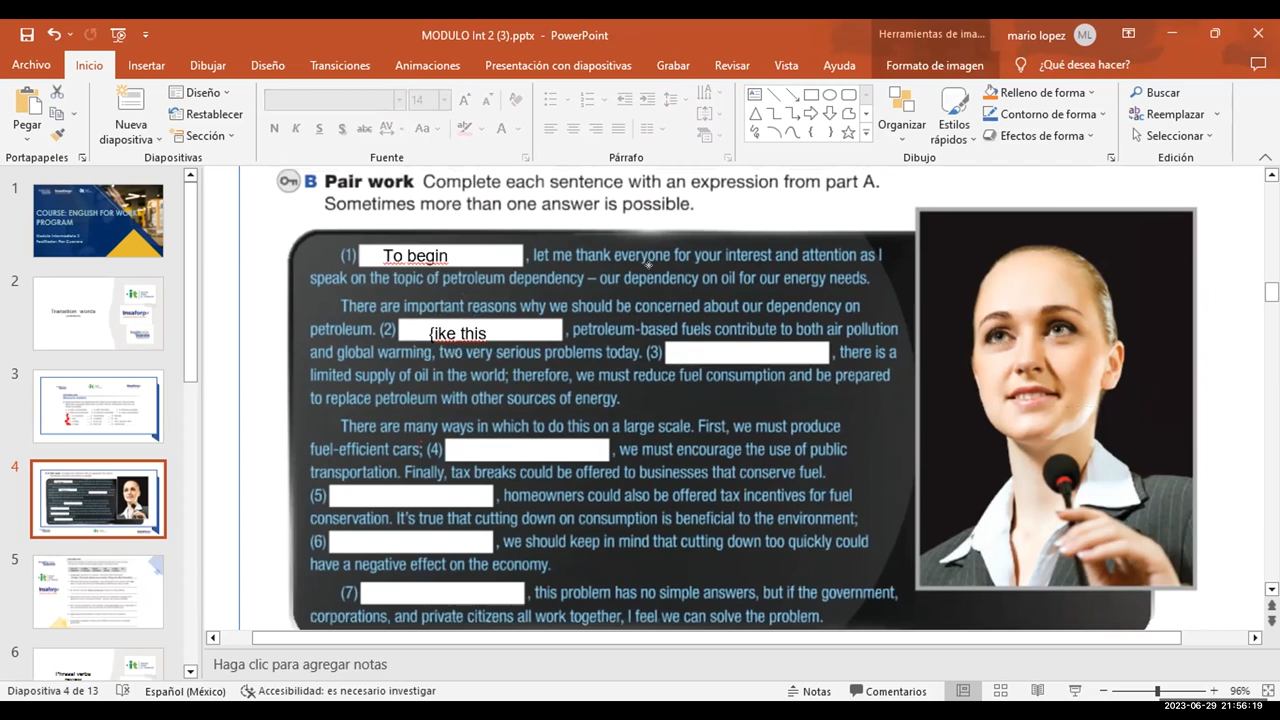 MODULO Int 2 (3).pptx - PowerPoint
Herramientas de ima...
mario lopez
ML
Archivo
Inicio
Insertar
Dibujar
Diseño
Transiciones
Animaciones
Presentación con diapositivas
Grabar
Revisar
Vista
Ayuda
Formato de imagen
¿Qué desea hacer?
Pegar
Nueva
diapositiva
Diseño
Restablecer
Sección
14
N K S S abc AV Aa A
Organizar
Estilos
rápidos
Relleno de forma
Contorno de forma
Efectos de forma
Buscar
Reemplazar
Seleccionar
Portapapeles
Diapositivas
Fuente
Párrafo
Dibujo
Edición
1
COURSE: ENGLISH FOR WORK
PROGRAM
2
Transition words
3
4
5
6
Phrasal verbs
B Pair work Complete each sentence with an expression from part A.
Sometimes more than one answer is possible.
(1) To begin , let me thank everyone for your interest and attention as I
speak on the topic of petroleum dependency – our dependency on oil for our energy needs.
There are important reasons why we should be concerned about our dependence on
petroleum. (2) {ike this , petroleum-based fuels contribute to both air pollution
and global warming, two very serious problems today. (3) , there is a
limited supply of oil in the world; therefore, we must reduce fuel consumption and be prepared
to replace petroleum with other sources of energy.
There are many ways in which to do this on a large scale. First, we must produce
fuel-efficient cars; (4) , we must encourage the use of public
transportation. Finally, tax cuts should be offered to businesses that conserve fuel.
(5) homeowners could also be offered tax incentives for fuel
conservation. It's true that cutting down on consumption is beneficial to the environment;
(6) , we should keep in mind that cutting down too quickly could
have a negative effect on the economy.
(7) problem has no simple answers, but if the government,
corporations, and private citizens all work together, I feel we can solve the problem.
Haga clic para agregar notas
Diapositiva 4 de 13
Español (México)
Accesibilidad: es necesario investigar
Notas
Comentarios
96%
2023-06-29 21:56:19